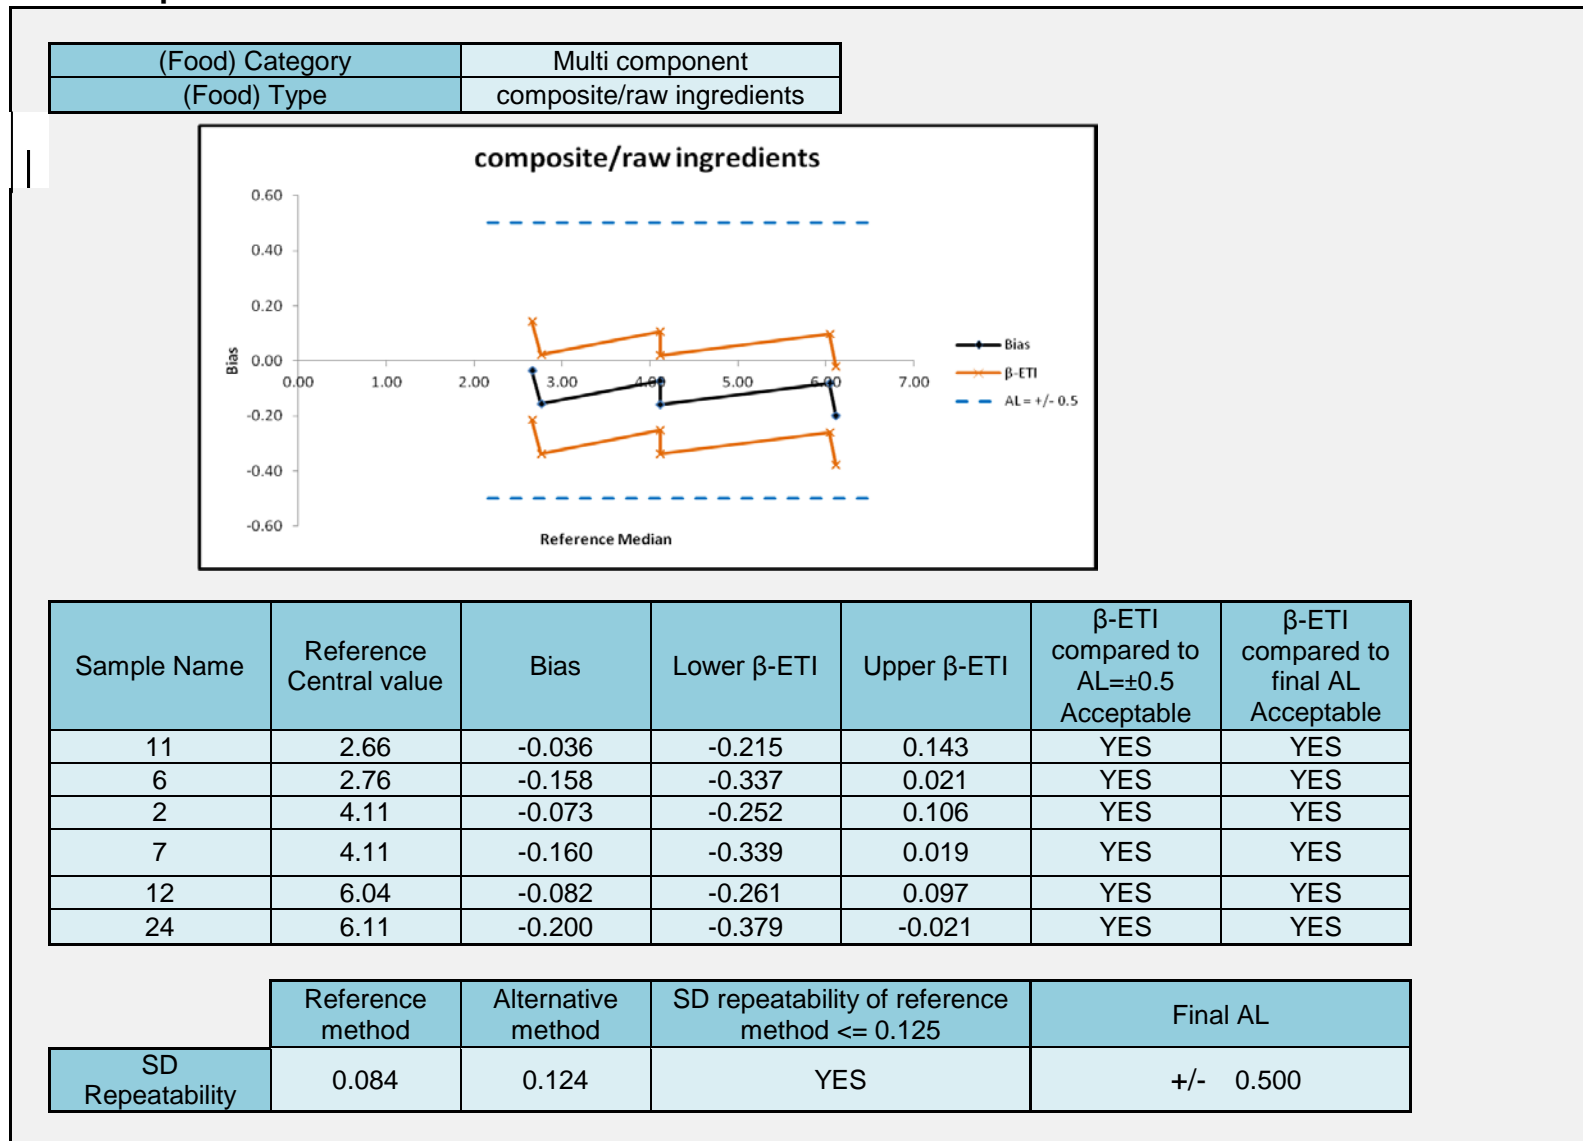 (Food) Category Multi component
(Food) Type composite/raw ingredients
composite/raw ingredients
0.60
0.40
0.20
0.00
-0.20
-0.40
-0.60
Bias
0.00 1.00 2.00 3.00 4.00 5.00 6.00 7.00
Reference Median
Bias
β-ETI
AL = +/- 0.5
Sample Name Reference Central value Bias Lower β-ETI Upper β-ETI β-ETI compared to AL=±0.5 Acceptable β-ETI compared to final AL Acceptable
11 2.66 -0.036 -0.215 0.143 YES YES
6 2.76 -0.158 -0.337 0.021 YES YES
2 4.11 -0.073 -0.252 0.106 YES YES
7 4.11 -0.160 -0.339 0.019 YES YES
12 6.04 -0.082 -0.261 0.097 YES YES
24 6.11 -0.200 -0.379 -0.021 YES YES
Reference method Alternative method SD repeatability of reference method <= 0.125 Final AL
SD Repeatability 0.084 0.124 YES +/- 0.500